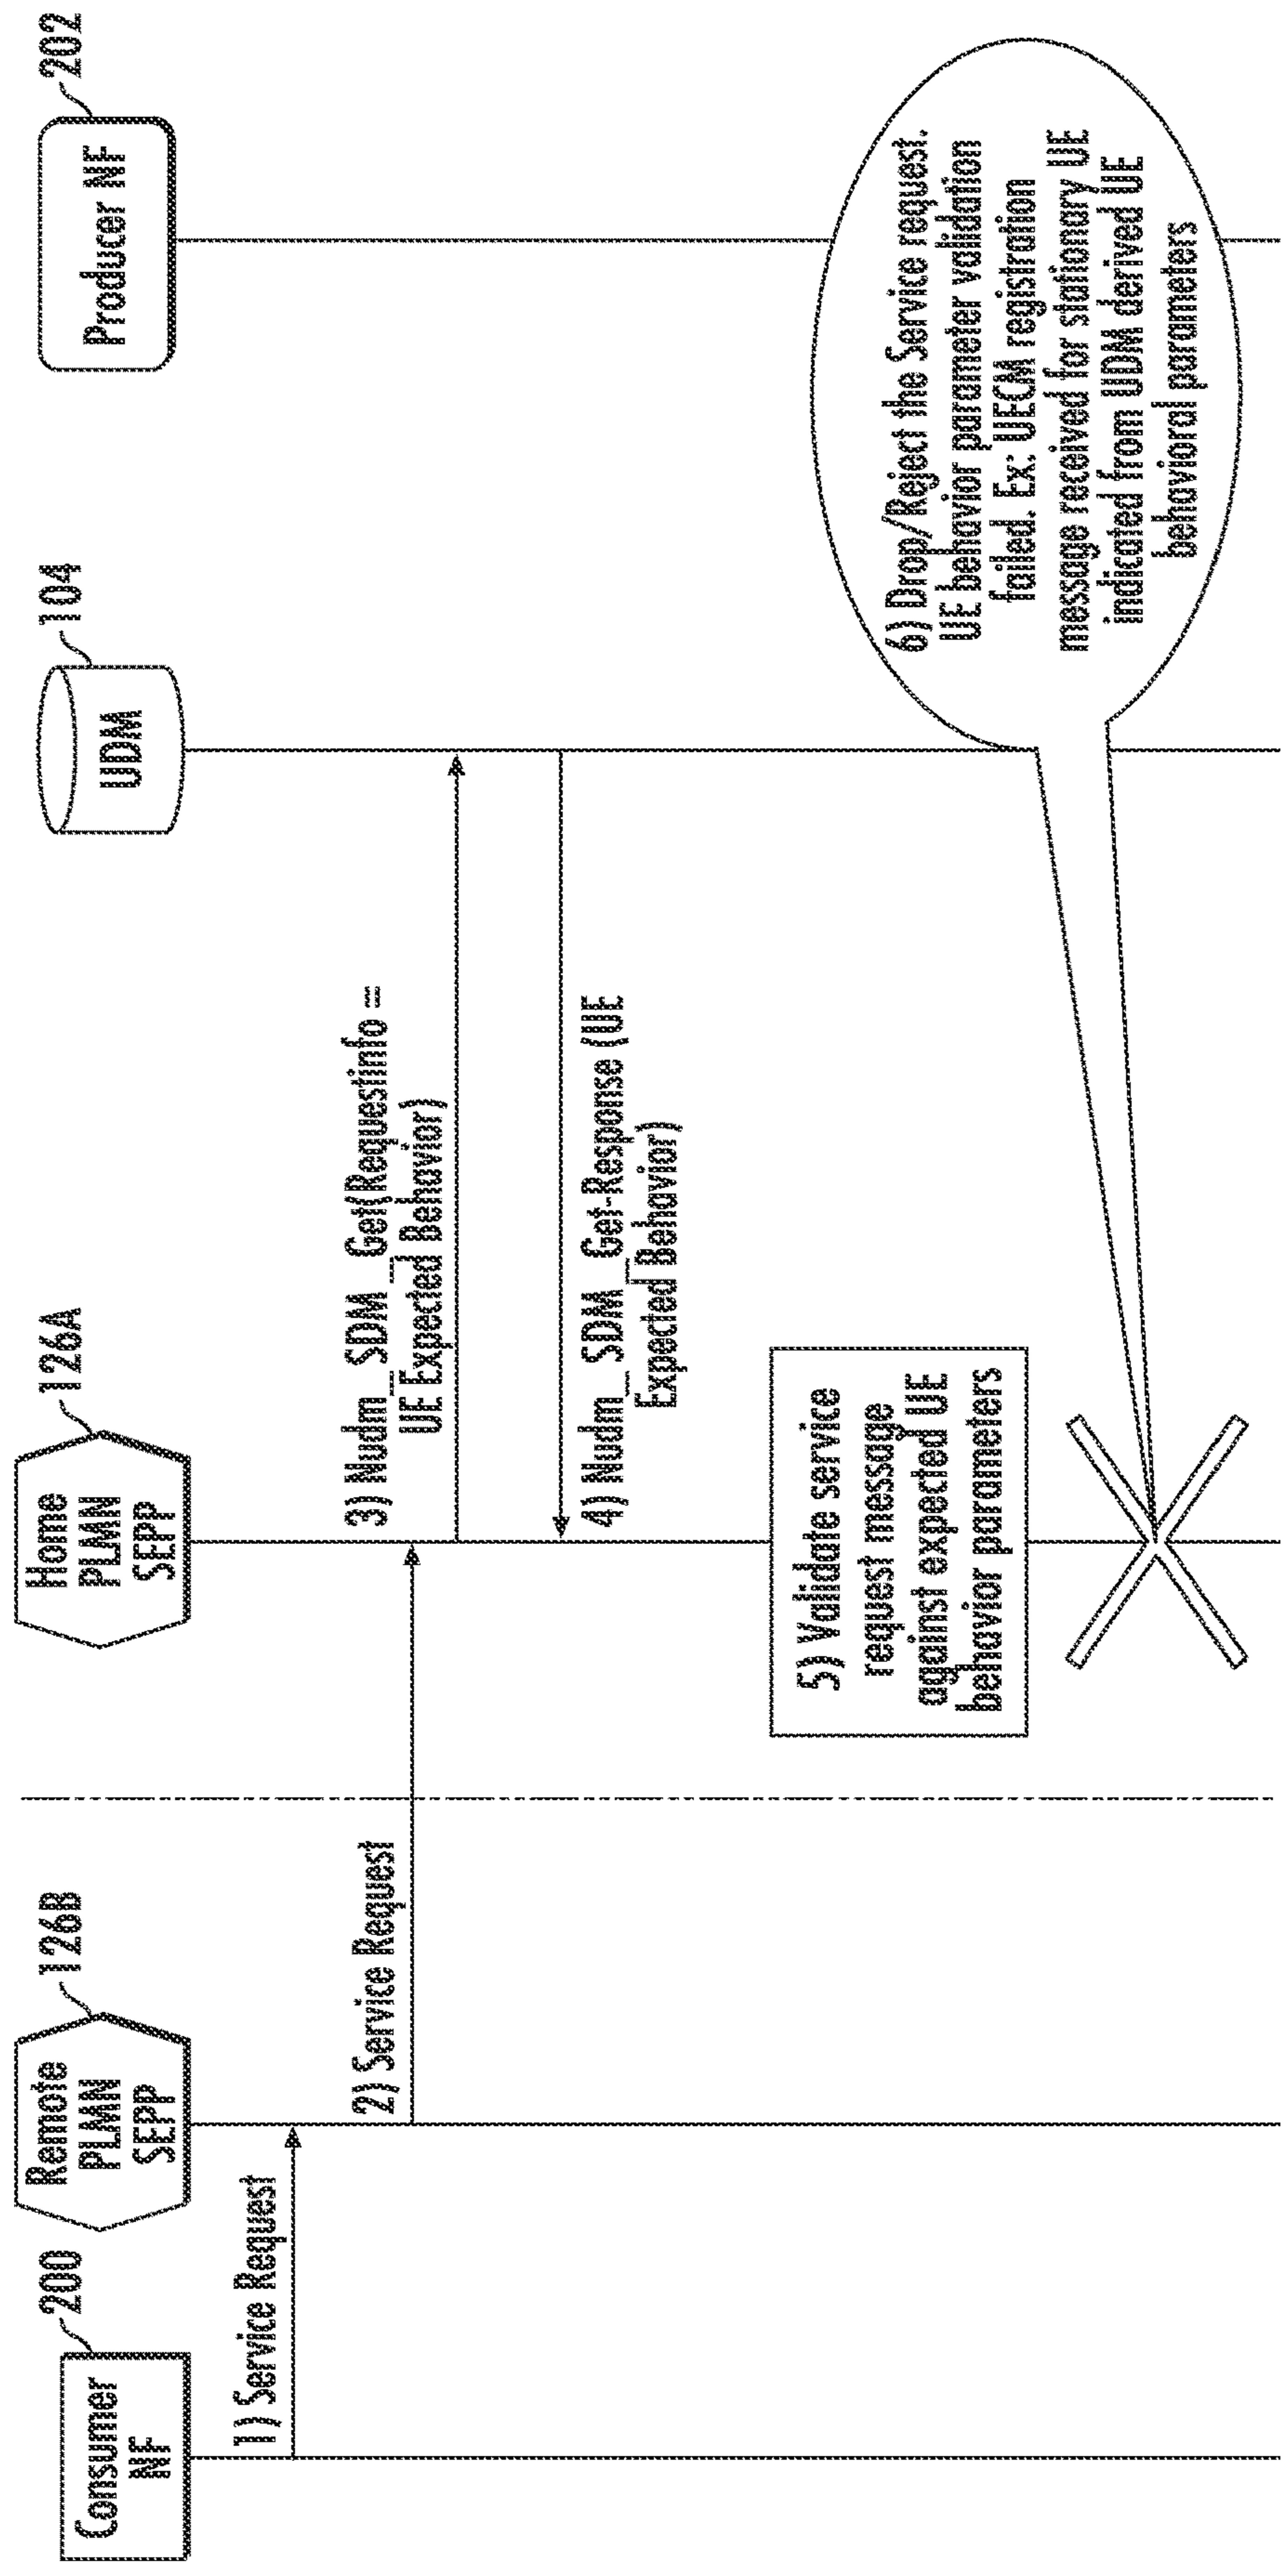 Consumer
NF
200
Remote
PLMN
SEPP
126B
Home
PLMN
SEPP
126A
UDM
104
Producer NF
202
1) Service Request
2) Service Request
3) Nudm_SDM_Get(Requestinfo =
UE Expected Behavior)
4) Nudm_SDM_Get-Response (UE
Expected Behavior)
5) Validate service
request message
against expected UE
behavior parameters
6) Drop/Reject the Service request.
UE behavior parameter validation
failed. Ex: UECM registration
message received for stationary UE
indicated from UDM derived UE
behavioral parameters